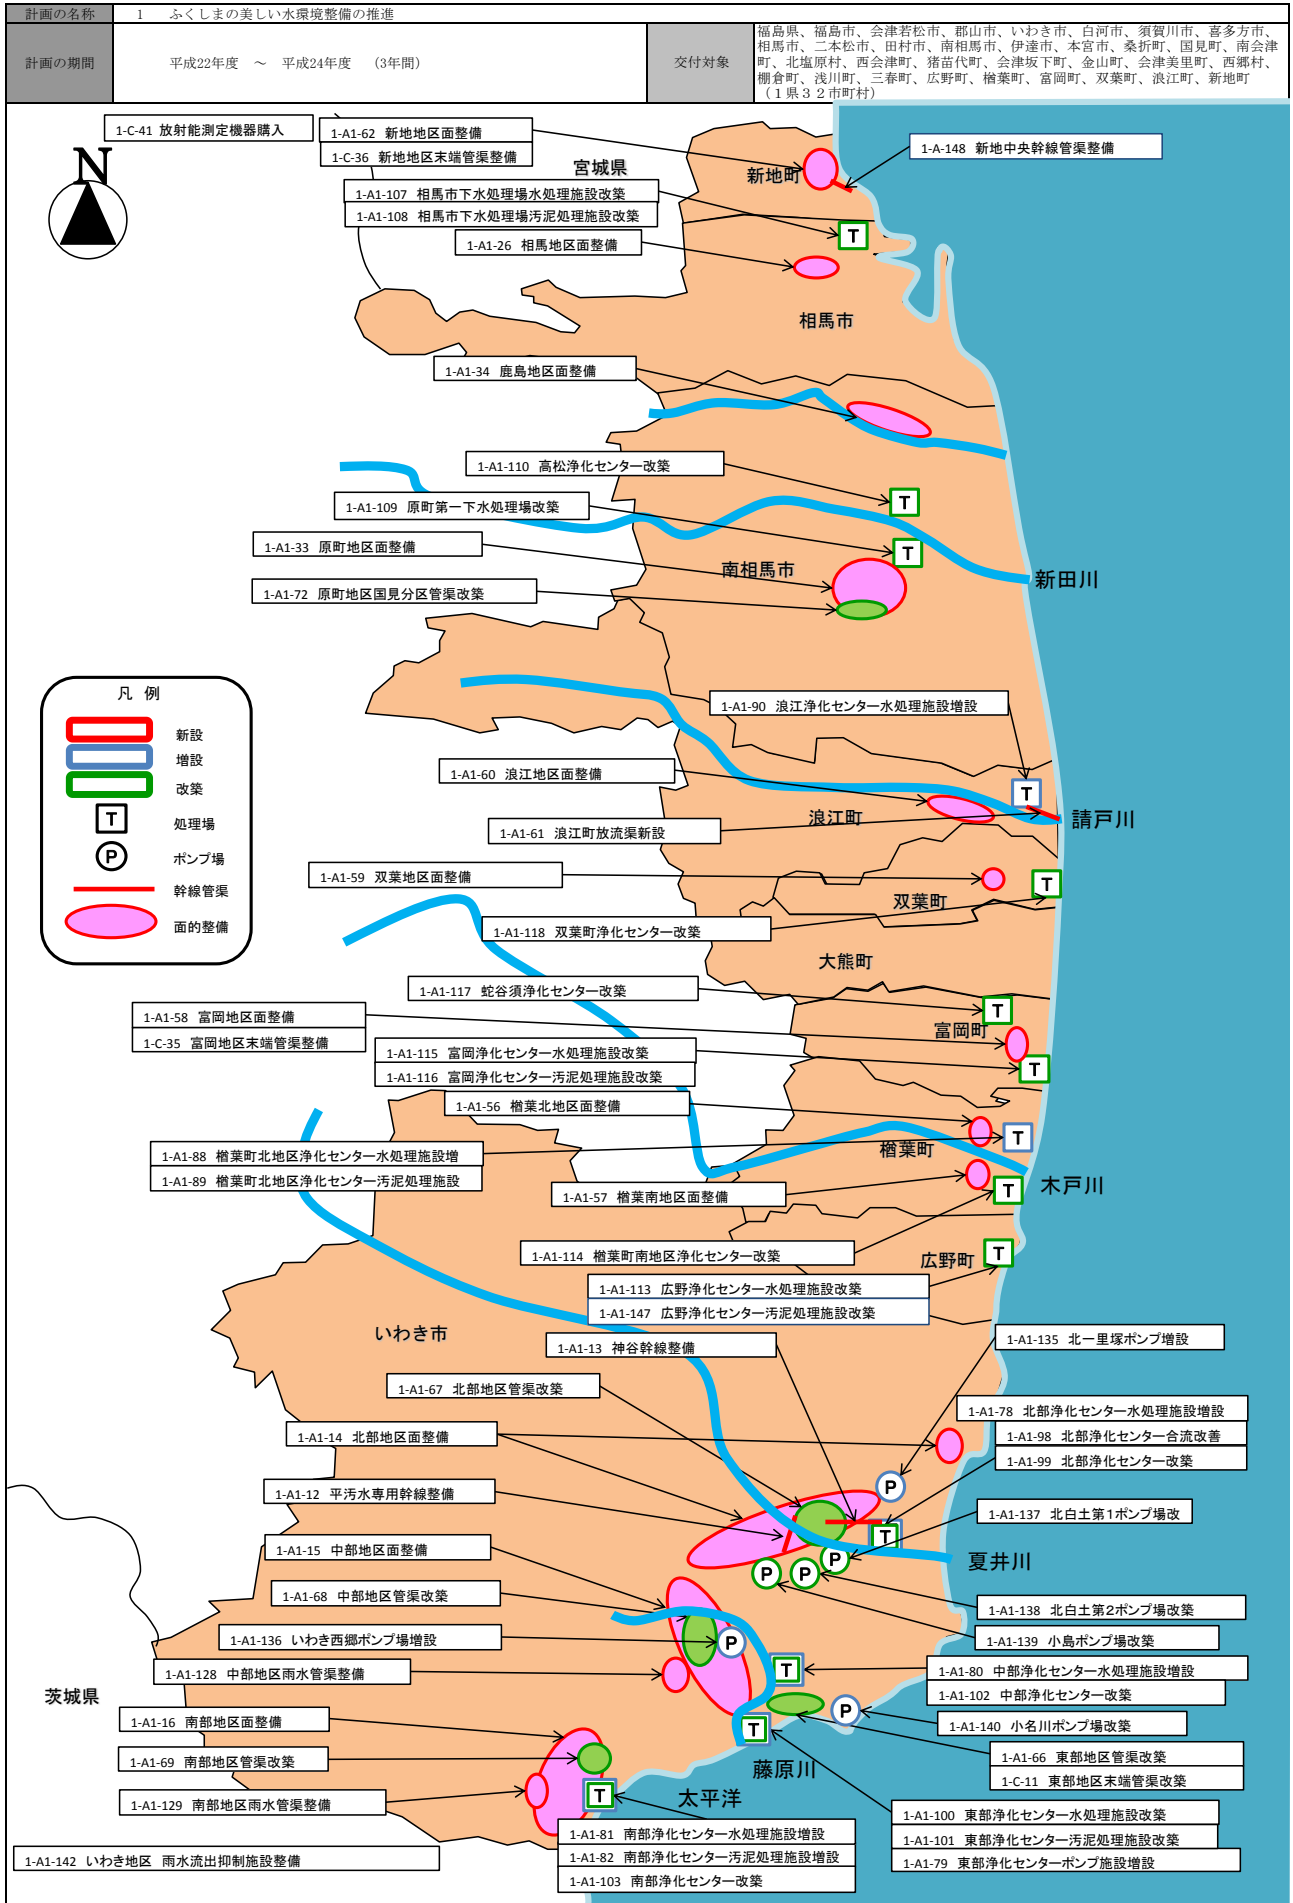 計画の名称
1 ふくしまの美しい水環境整備の推進
計画の期間
平成22年度 ～ 平成24年度 （3年間）
交付対象
福島県、福島市、会津若松市、郡山市、いわき市、白河市、須賀川市、喜多方市、
相馬市、二本松市、田村市、南相馬市、伊達市、本宮市、桑折町、国見町、南会津
町、北塩原村、西会津町、猪苗代町、会津坂下町、金山町、会津美里町、西郷村、
棚倉町、浅川町、三春町、広野町、楢葉町、富岡町、双葉町、浪江町、新地町
（１県３２市町村）
1-C-41 放射能測定機器購入
1-A1-62 新地地区面整備
1-C-36 新地地区末端管渠整備
1-A-148 新地中央幹線管渠整備
N
宮城県
新地町
1-A1-107 相馬市下水処理場水処理施設改築
1-A1-108 相馬市下水処理場汚泥処理施設改築
T
1-A1-26 相馬地区面整備
相馬市
1-A1-34 鹿島地区面整備
1-A1-110 高松浄化センター改築
T
1-A1-109 原町第一下水処理場改築
1-A1-33 原町地区面整備
T
南相馬市
新田川
1-A1-72 原町地区国見分区管渠改築
凡 例
新設
増設
改築
T 処理場
P ポンプ場
幹線管渠
面的整備
1-A1-90 浪江浄化センター水処理施設増設
1-A1-60 浪江地区面整備
T
浪江町
請戸川
1-A1-61 浪江町放流渠新設
1-A1-59 双葉地区面整備
T
双葉町
1-A1-118 双葉町浄化センター改築
大熊町
1-A1-117 蛇谷須浄化センター改築
T
1-A1-58 富岡地区面整備
1-C-35 富岡地区末端管渠整備
富岡町
1-A1-115 富岡浄化センター水処理施設改築
1-A1-116 富岡浄化センター汚泥処理施設改築
T
1-A1-56 楢葉北地区面整備
T
楢葉町
1-A1-88 楢葉町北地区浄化センター水処理施設増
1-A1-89 楢葉町北地区浄化センター汚泥処理施設
1-A1-57 楢葉南地区面整備
T
木戸川
1-A1-114 楢葉町南地区浄化センター改築
広野町
T
1-A1-113 広野浄化センター水処理施設改築
1-A1-147 広野浄化センター汚泥処理施設改築
いわき市
1-A1-13 神谷幹線整備
1-A1-135 北一里塚ポンプ増設
1-A1-67 北部地区管渠改築
1-A1-78 北部浄化センター水処理施設増設
1-A1-98 北部浄化センター合流改善
1-A1-99 北部浄化センター改築
1-A1-14 北部地区面整備
P
1-A1-12 平汚水専用幹線整備
1-A1-137 北白土第1ポンプ場改
T
1-A1-15 中部地区面整備
P
P
P
夏井川
1-A1-68 中部地区管渠改築
1-A1-138 北白土第2ポンプ場改築
1-A1-136 いわき西郷ポンプ場増設
P
1-A1-139 小島ポンプ場改築
1-A1-128 中部地区雨水管渠整備
T
1-A1-80 中部浄化センター水処理施設増設
1-A1-102 中部浄化センター改築
茨城県
P
1-A1-140 小名川ポンプ場改築
1-A1-16 南部地区面整備
T
1-A1-66 東部地区管渠改築
1-C-11 東部地区末端管渠改築
1-A1-69 南部地区管渠改築
藤原川
1-A1-129 南部地区雨水管渠整備
T
太平洋
1-A1-100 東部浄化センター水処理施設改築
1-A1-101 東部浄化センター汚泥処理施設改築
1-A1-79 東部浄化センターポンプ施設増設
1-A1-81 南部浄化センター水処理施設増設
1-A1-82 南部浄化センター汚泥処理施設増設
1-A1-103 南部浄化センター改築
1-A1-142 いわき地区 雨水流出抑制施設整備